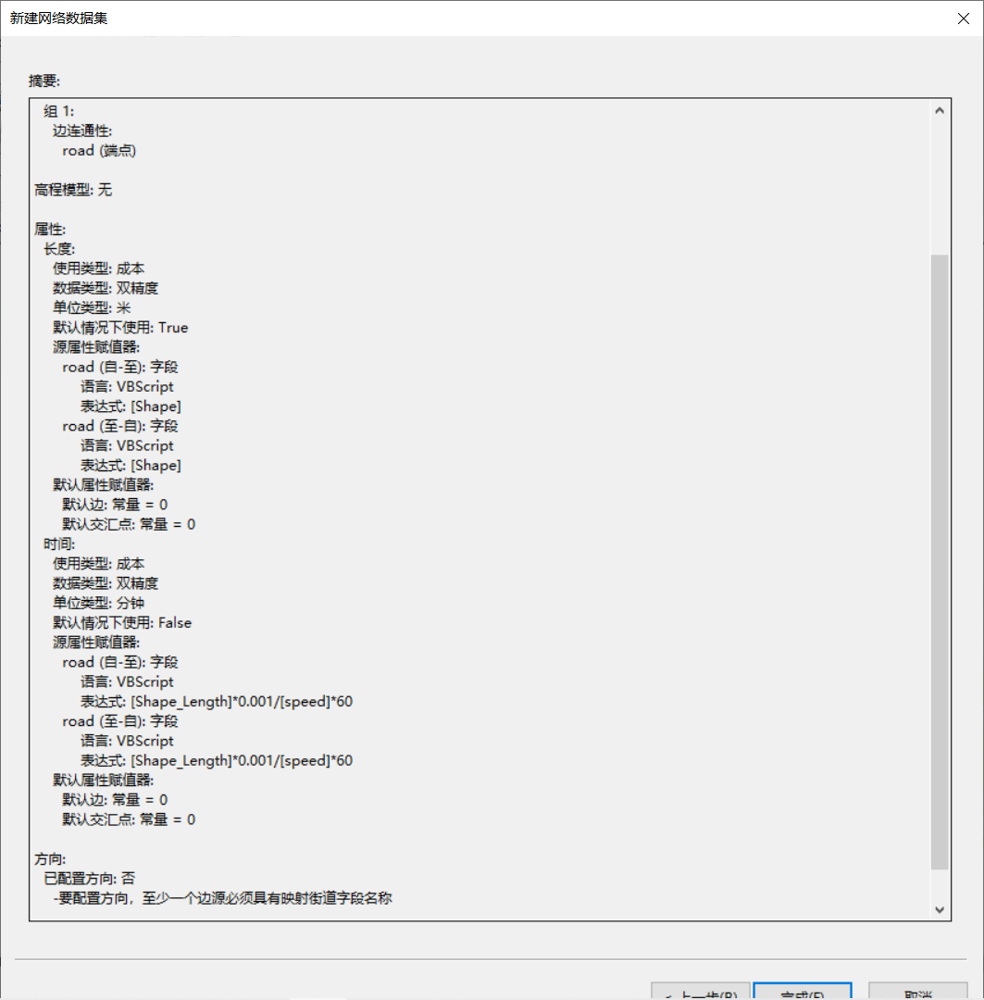 新建网络数据集
摘要:
组 1:
边连通性:
road (端点)
高程模型: 无
属性:
长度:
使用类型: 成本
数据类型: 双精度
单位类型: 米
默认情况下使用: True
源属性赋值器:
road (自-至): 字段
语言: VBScript
表达式: [Shape]
road (至-自): 字段
语言: VBScript
表达式: [Shape]
默认属性赋值器:
默认边: 常量 = 0
默认交汇点: 常量 = 0
时间:
使用类型: 成本
数据类型: 双精度
单位类型: 分钟
默认情况下使用: False
源属性赋值器:
road (自-至): 字段
语言: VBScript
表达式: [Shape_Length]*0.001/[speed]*60
road (至-自): 字段
语言: VBScript
表达式: [Shape_Length]*0.001/[speed]*60
默认属性赋值器:
默认边: 常量 = 0
默认交汇点: 常量 = 0
方向:
已配置方向: 否
-要配置方向，至少一个边源必须具有映射街道字段名称
< 上一步(B)
完成(F)
取消